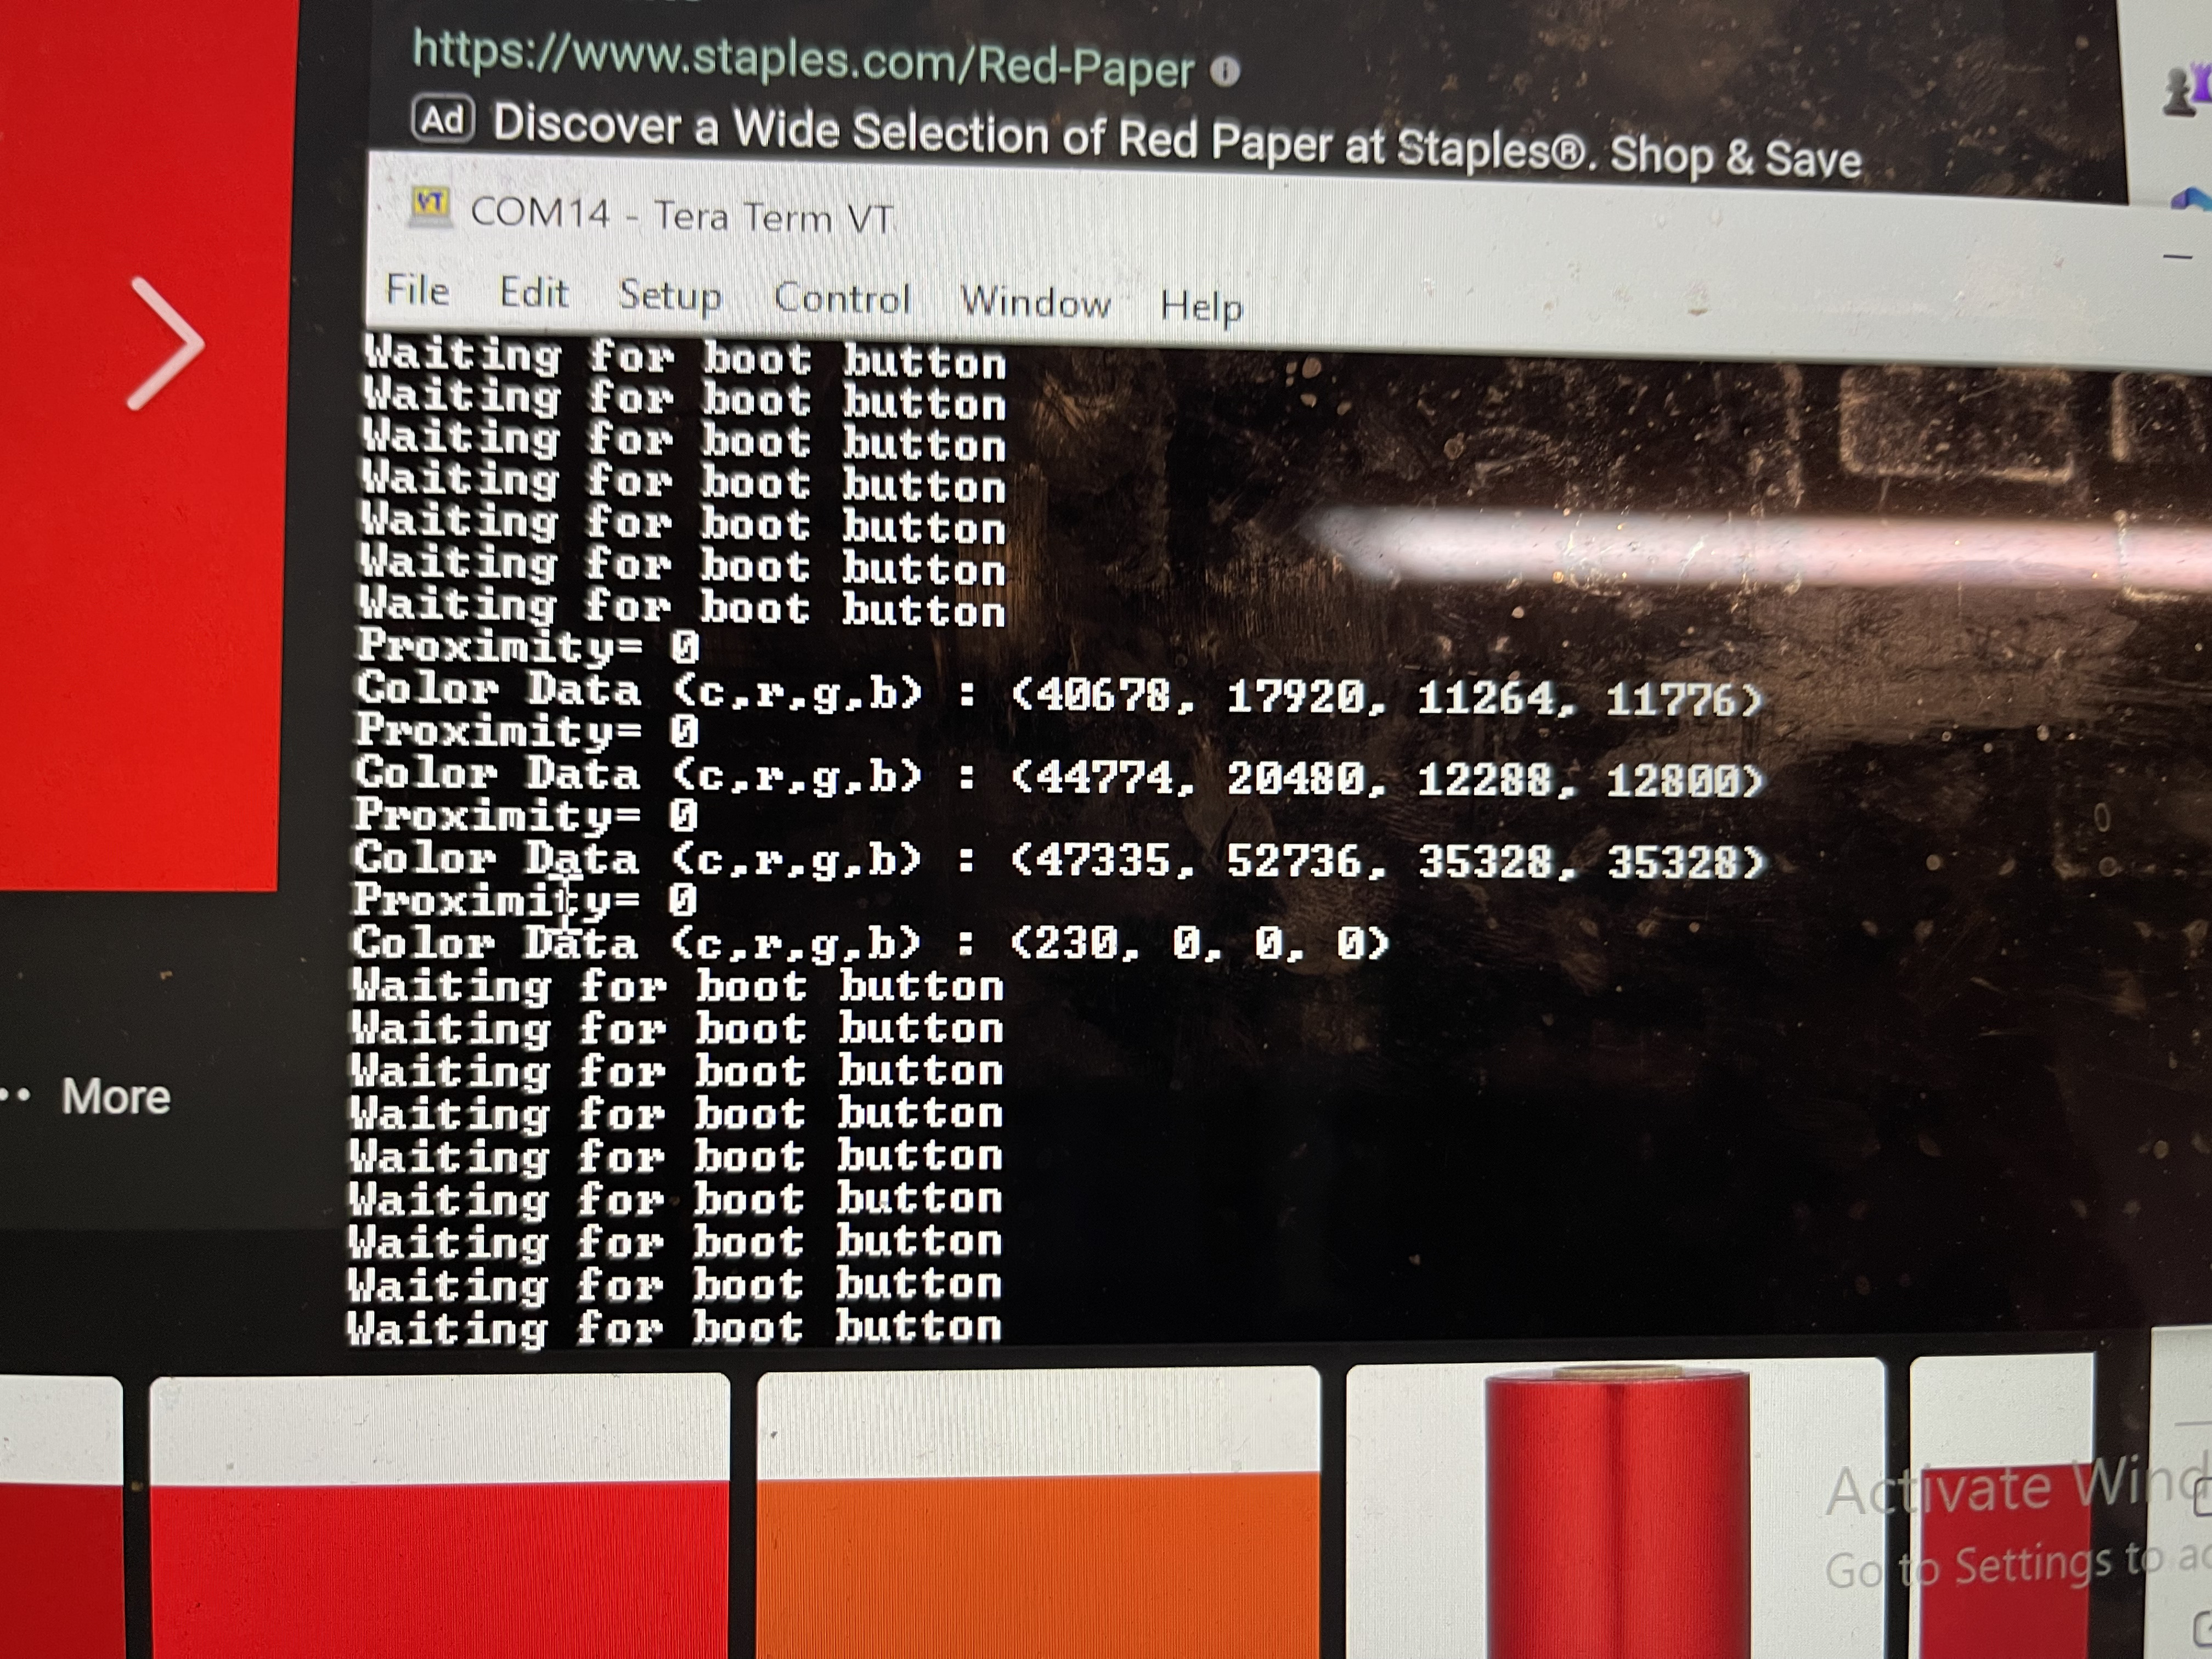 https://www.staples.com/Red-Paper
Ad Discover a Wide Selection of Red Paper at Staples®. Shop & Save
COM14 - Tera Term VT
File Edit Setup Control Window Help
Waiting for boot button
Waiting for boot button
Waiting for boot button
Waiting for boot button
Waiting for boot button
Waiting for boot button
Waiting for boot button
Proximity= 0
Color Data (c,r,g,b) : (40678, 17920, 11264, 11776)
Proximity= 0
Color Data (c,r,g,b) : (44774, 20480, 12288, 12800)
Proximity= 0
Color Data (c,r,g,b) : (47335, 52736, 35328, 35328)
Proximity= 0
Color Data (c,r,g,b) : (230, 0, 0, 0)
Waiting for boot button
Waiting for boot button
Waiting for boot button
More
Waiting for boot button
Waiting for boot button
Waiting for boot button
Waiting for boot button
Waiting for boot button
Waiting for boot button
Activate Wind
Go to Settings to